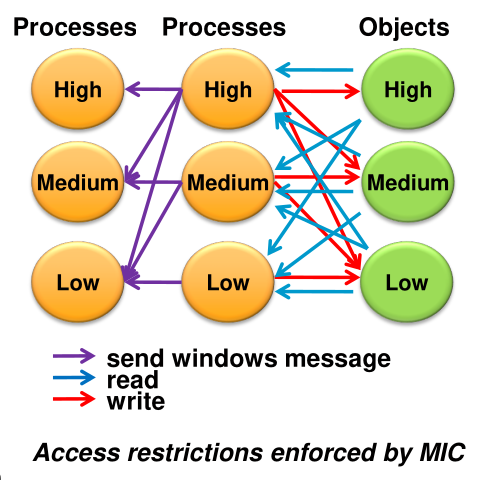 Processes Processes Objects
High High High
Medium Medium Medium
Low Low Low
send windows message
read
write
Access restrictions enforced by MIC